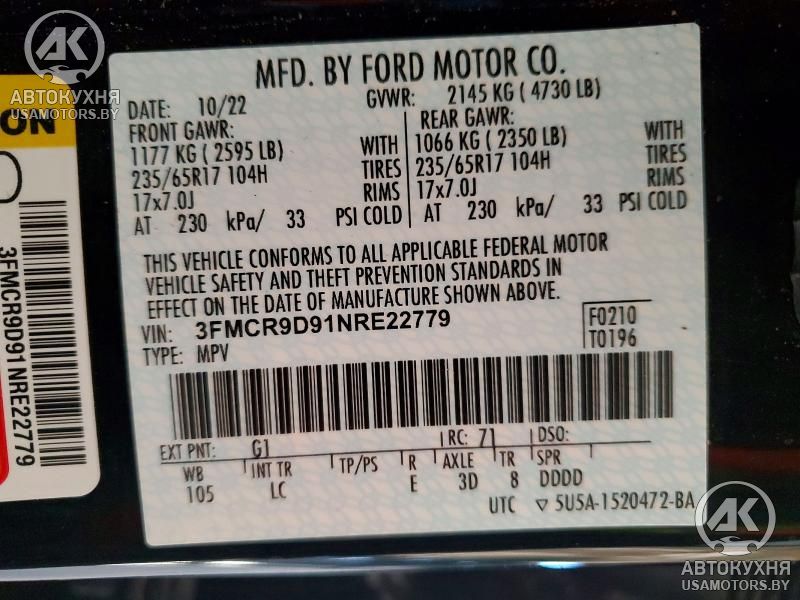 AK
АВТОКУХНЯ
USAMOTORS.BY
ON
3FMCR9D91NRE22779
MFD. BY FORD MOTOR CO.
DATE: 10/22 GVWR: 2145 KG ( 4730 LB)
FRONT GAWR: REAR GAWR:
1177 KG ( 2595 LB) WITH 1066 KG ( 2350 LB) WITH
235/65R17 104H TIRES 235/65R17 104H TIRES
17x7.0J RIMS 17x7.0J RIMS
AT 230 kPa/ 33 PSI COLD AT 230 kPa/ 33 PSI COLD
THIS VEHICLE CONFORMS TO ALL APPLICABLE FEDERAL MOTOR
VEHICLE SAFETY AND THEFT PREVENTION STANDARDS IN
EFFECT ON THE DATE OF MANUFACTURE SHOWN ABOVE.
VIN: 3FMCR9D91NRE22779 F0210
TYPE: MPV T0196
EXT PNT: G1 RC: 71 DSO:
WB INT TR TP/PS R AXLE TR SPR
105 LC E 3D 8 DDDD
UTC ▽ 5U5A-1520472-BA
AK
АВТОКУХНЯ
USAMOTORS.BY